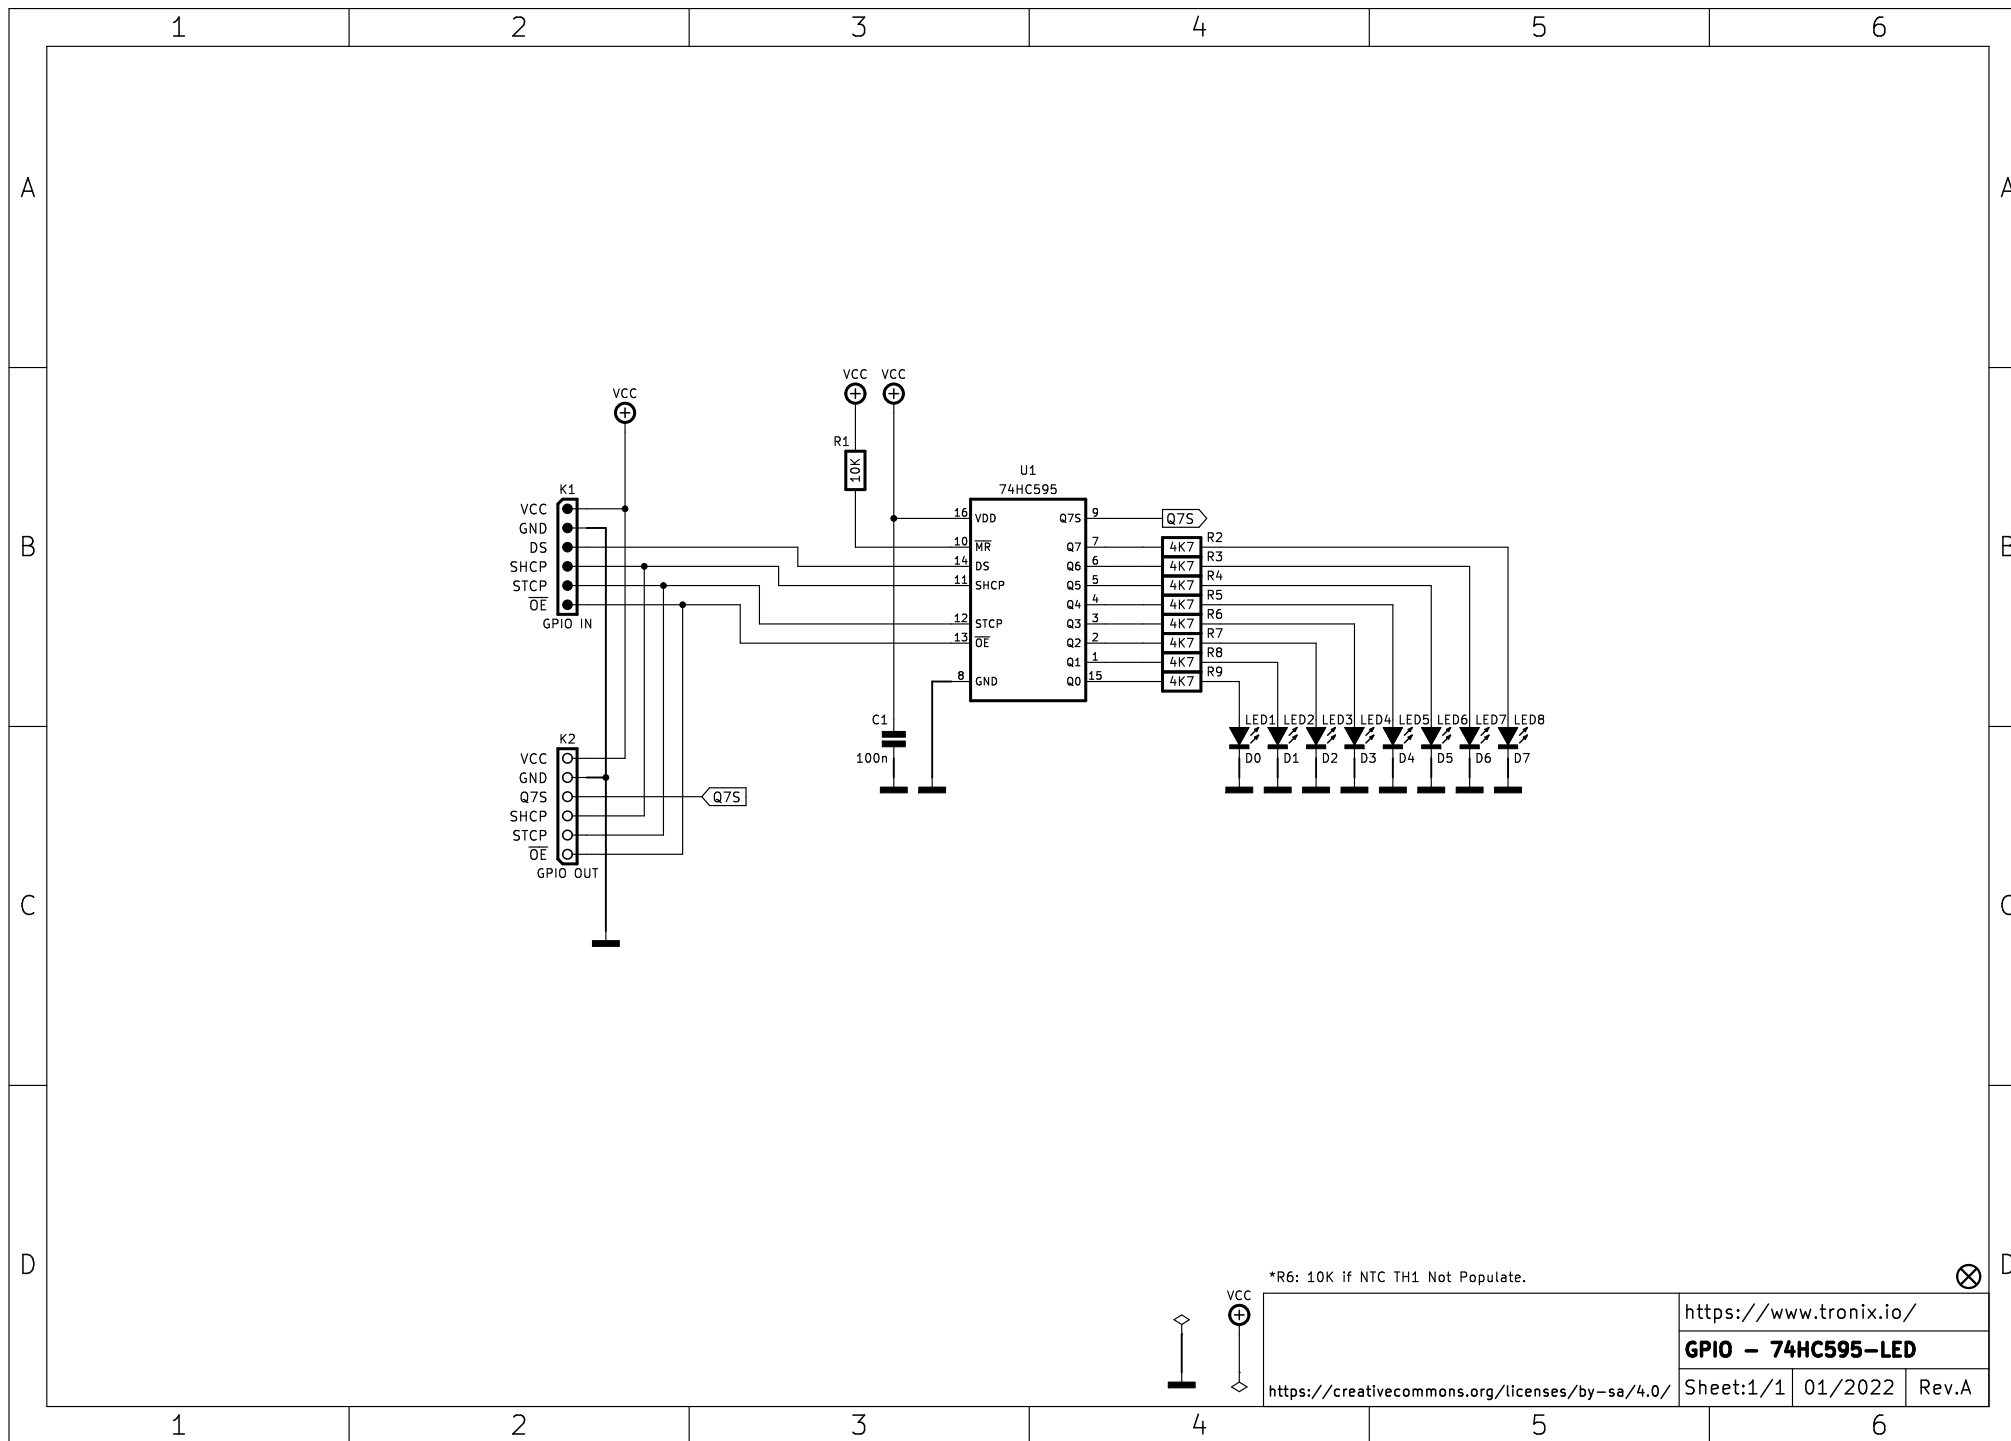 1 2 3 4 5 6
A A
VCC VCC
VCC
R1
10K
U1
74HC595
K1
VCC
GND
DS
SHCP
STCP
OE
GPIO IN
16 VDD Q7S 9 Q7S
10 MR Q7 7 4K7 R2
14 DS Q6 6 4K7 R3
11 SHCP Q5 5 4K7 R4
Q4 4 4K7 R5
12 STCP Q3 3 4K7 R6
13 OE Q2 2 4K7 R7
Q1 1 4K7 R8
8 GND Q0 15 4K7 R9
B B
C1
100n
LED1 LED2 LED3 LED4 LED5 LED6 LED7 LED8
D0 D1 D2 D3 D4 D5 D6 D7
K2
VCC
GND
Q7S Q7S
SHCP
STCP
OE
GPIO OUT
C C
D D
*R6: 10K if NTC TH1 Not Populate.
VCC
https://www.tronix.io/
GPIO - 74HC595-LED
https://creativecommons.org/licenses/by-sa/4.0/
Sheet:1/1 01/2022 Rev.A
1 2 3 4 5 6